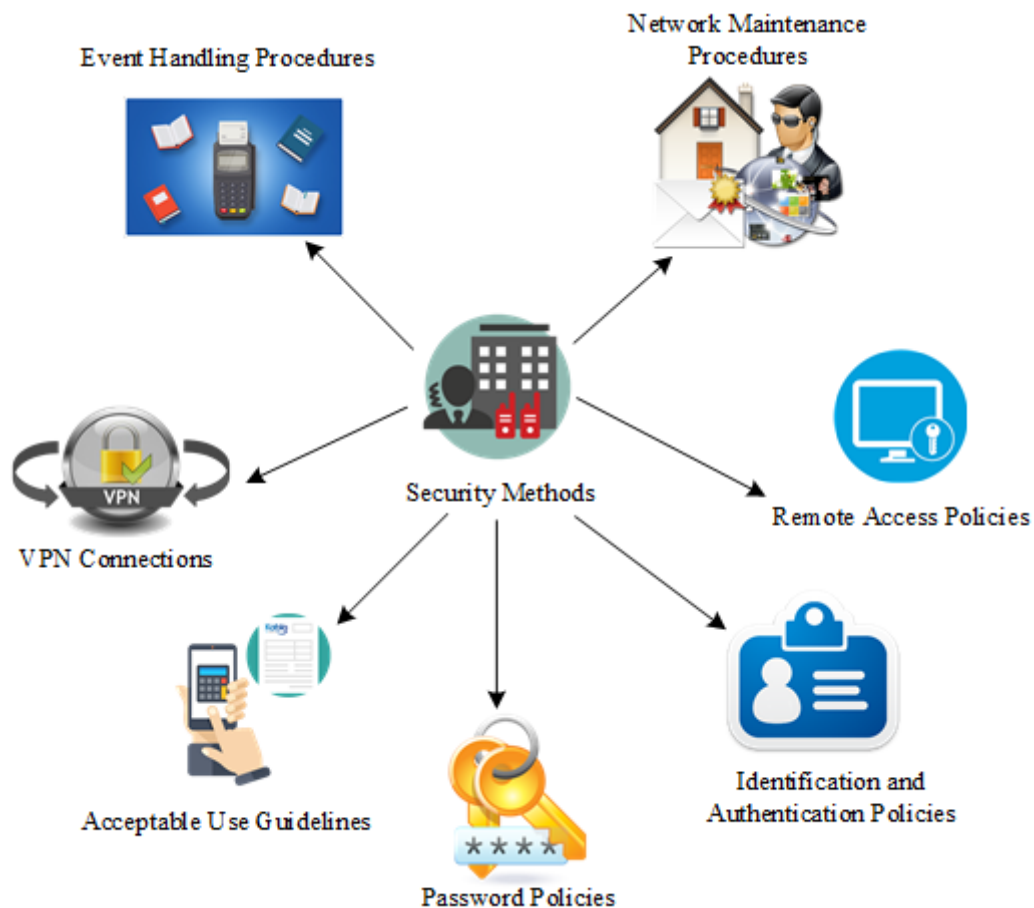 Network Maintenance
Procedures
Event Handling Procedures
VPN
Security Methods
Remote Access Policies
VPN Connections
Identification and
Authentication Policies
Acceptable Use Guidelines
****
Password Policies